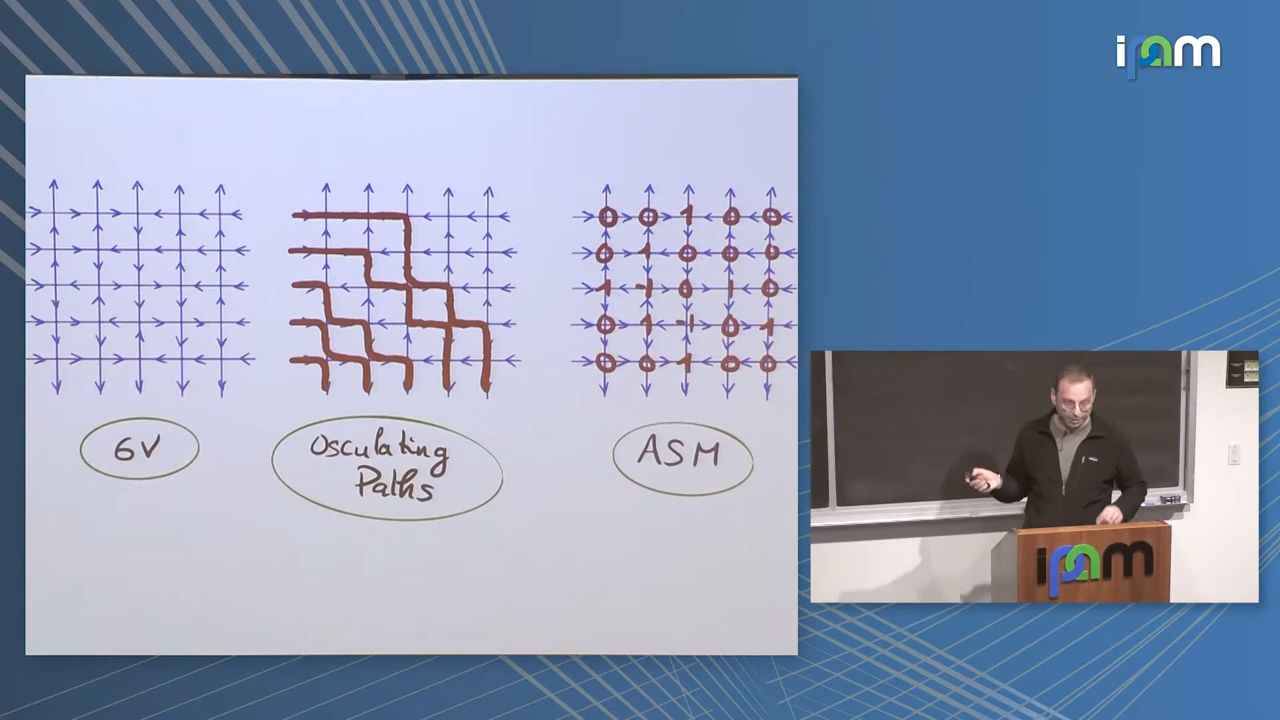 ipam
0 0 1 0 0
0 1 0 0 0
1 -1 0 1 0
0 1 -1 0 1
0 0 1 0 0
6V
Osculating
Paths
ASM
ipam